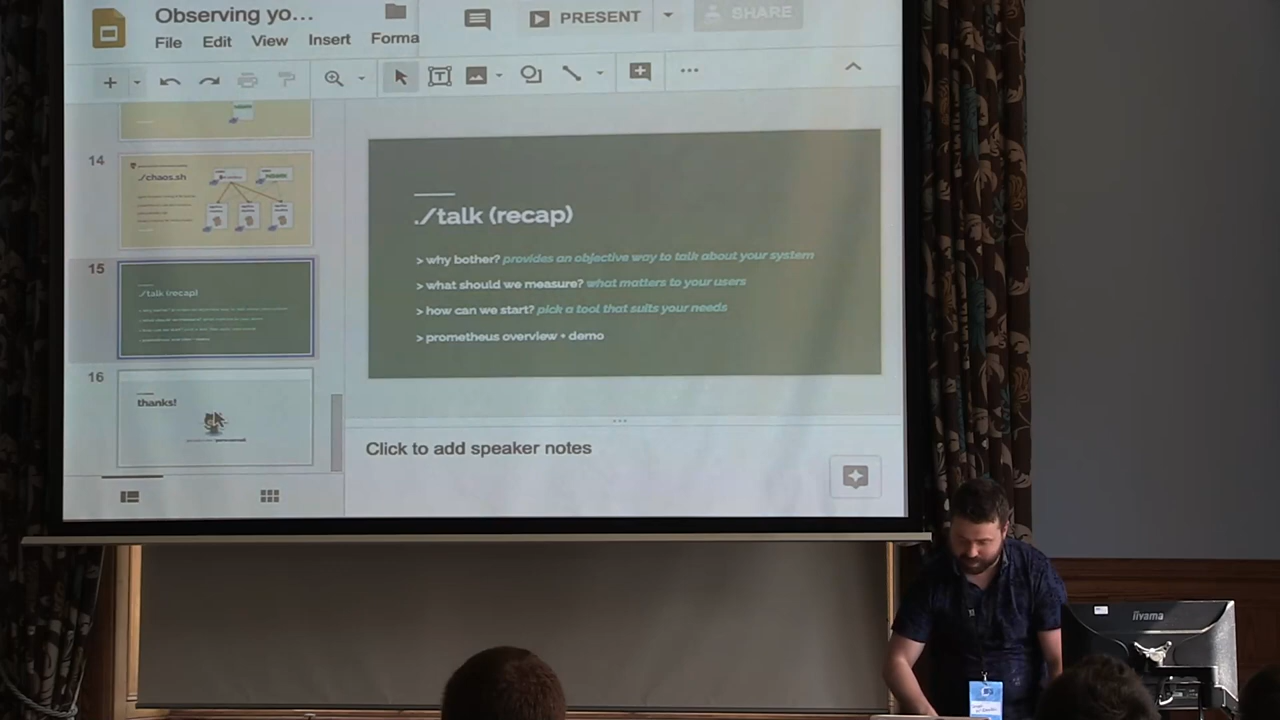 Observing yo...
File Edit View Insert Forma
PRESENT
SHARE
14
./chaos.sh
15
./talk (recap)
16
thanks!
./talk (recap)
> why bother? provides an objective way to talk about your system
> what should we measure? what matters to your users
> how can we start? pick a tool that suits your needs
> prometheus overview + demo
Click to add speaker notes
iiyama